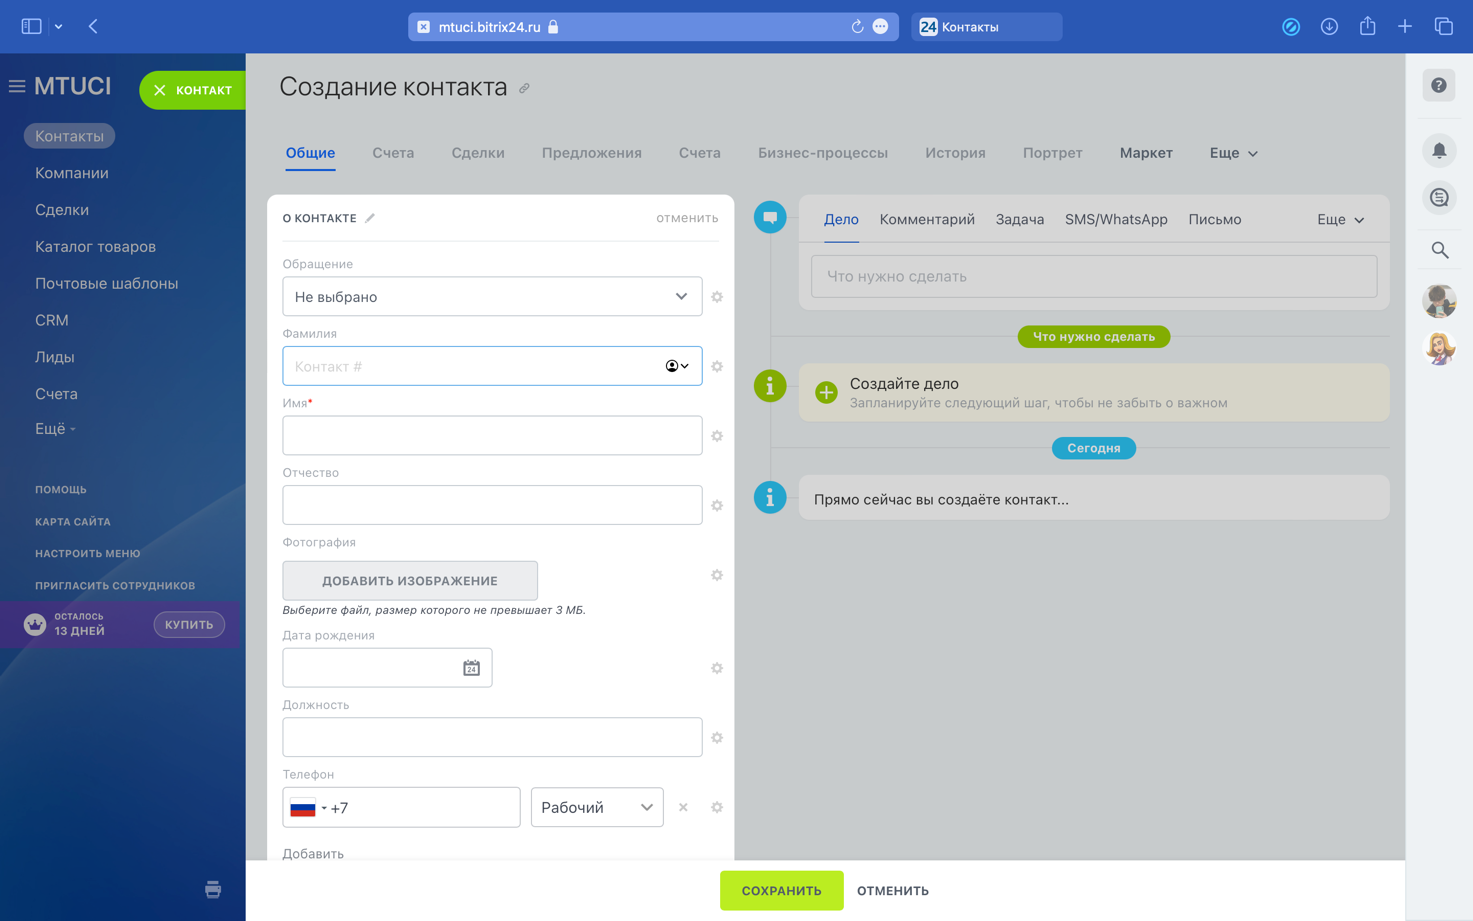 mtuci.bitrix24.ru
24 Контакты
MTUCI
КОНТАКТ
Контакты
Компании
Сделки
Каталог товаров
Почтовые шаблоны
CRM
Лиды
Счета
Ещё
ПОМОЩЬ
КАРТА САЙТА
НАСТРОИТЬ МЕНЮ
ПРИГЛАСИТЬ СОТРУДНИКОВ
ОСТАЛОСЬ
13 ДНЕЙ
КУПИТЬ
Создание контакта
Общие Счета Сделки Предложения Счета Бизнес-процессы История Портрет Маркет Еще
О КОНТАКТЕ отменить
Обращение
Не выбрано
Фамилия
Контакт #
Имя*
Отчество
Фотография
ДОБАВИТЬ ИЗОБРАЖЕНИЕ
Выберите файл, размер которого не превышает 3 МБ.
Дата рождения
24
Должность
Телефон
+7 Рабочий
Добавить
Дело Комментарий Задача SMS/WhatsApp Письмо Еще
Что нужно сделать
Что нужно сделать
Создайте дело
Запланируйте следующий шаг, чтобы не забыть о важном
Сегодня
Прямо сейчас вы создаёте контакт...
СОХРАНИТЬ ОТМЕНИТЬ